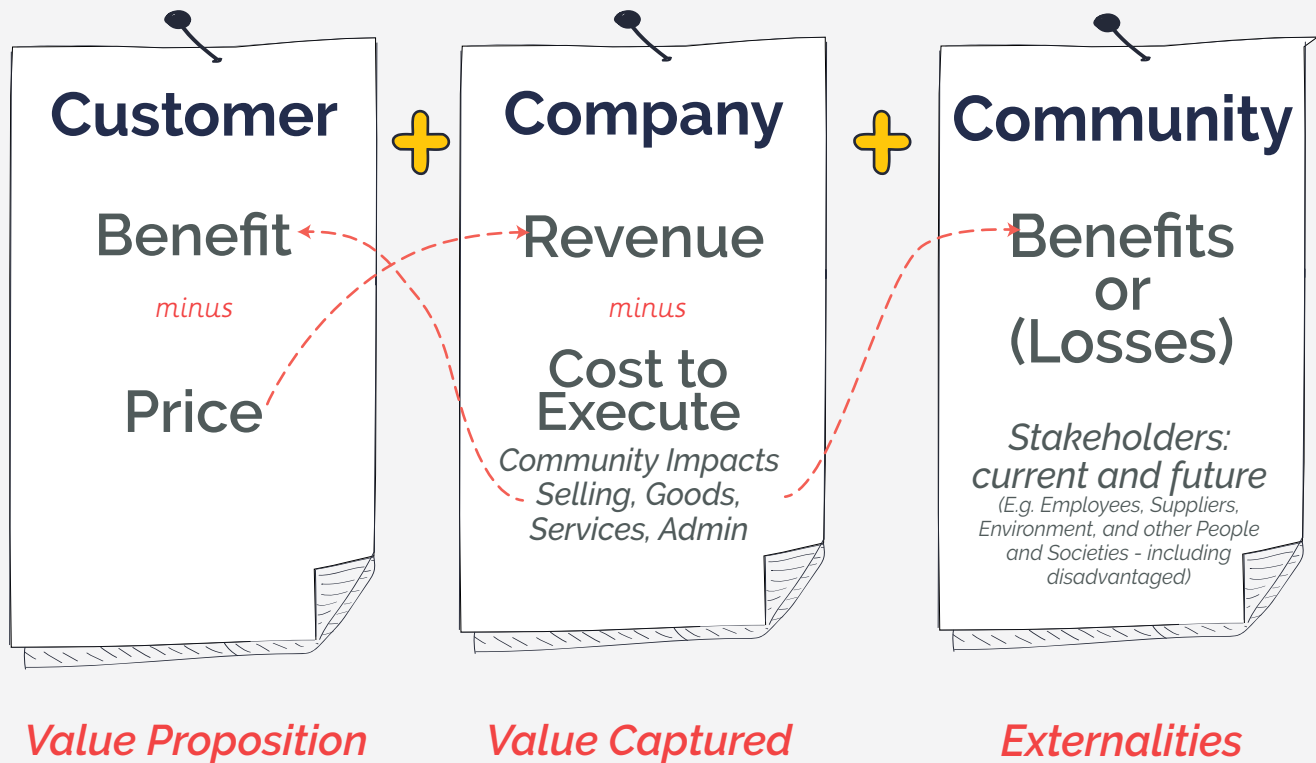 Customer
Benefit
minus
Price
Value Proposition
Company
Revenue
minus
Cost to
Execute
Community Impacts
Selling, Goods,
Services, Admin
Value Captured
Community
Benefits
or
(Losses)
Stakeholders:
current and future
(E.g. Employees, Suppliers,
Environment, and other People
and Societies - including
disadvantaged)
Externalities